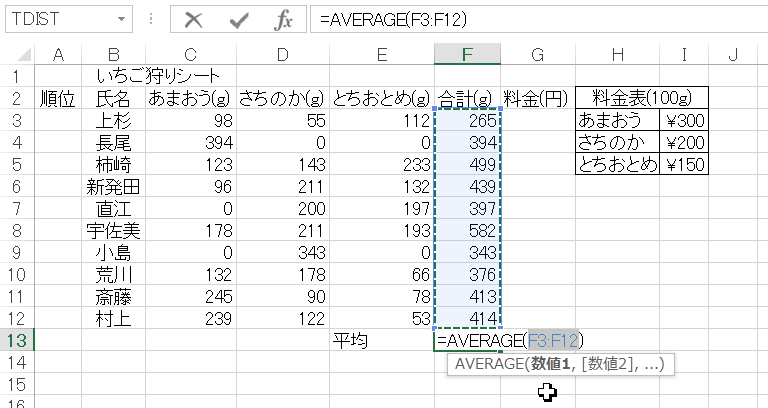 TDIST =AVERAGE(F3:F12)
A B C D E F G H I J
1 いちご狩りシート
2 順位 氏名 あまおう(g) さちのか(g) とちおとめ(g) 合計(g) 料金(円) 料金表(100g)
3 上杉 98 55 112 265 あまおう ¥300
4 長尾 394 0 0 394 さちのか ¥200
5 柿崎 123 143 233 499 とちおとめ ¥150
6 新発田 96 211 132 439
7 直江 0 200 197 397
8 宇佐美 178 211 193 582
9 小島 0 343 0 343
10 荒川 132 178 66 376
11 斎藤 245 90 78 413
12 村上 239 122 53 414
13 平均 =AVERAGE(F3:F12)
14 AVERAGE(数値1, [数値2], ...)
15
16